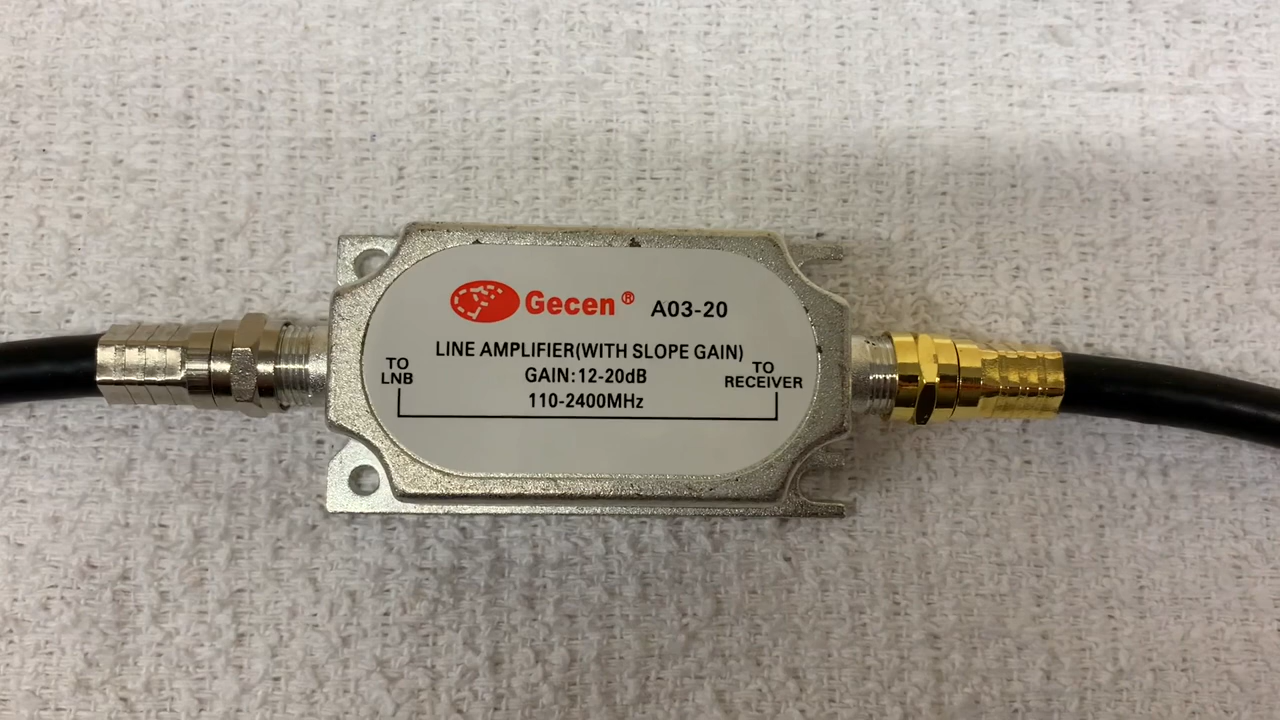 Gecen® A03-20
LINE AMPLIFIER(WITH SLOPE GAIN)
TO LNB
GAIN:12-20dB
TO RECEIVER
110-2400MHz